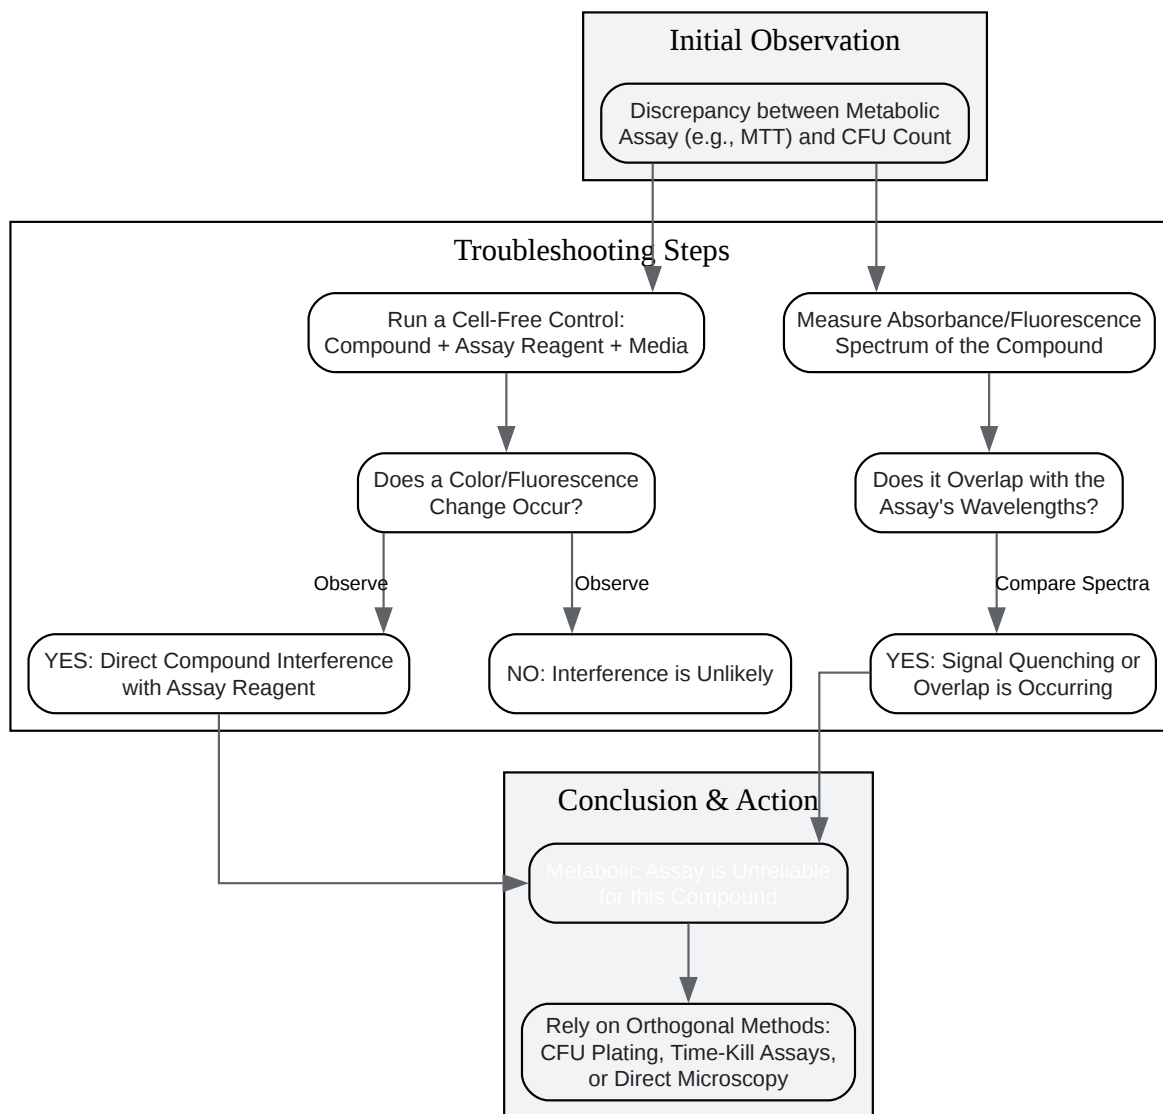 Initial Observation
Discrepancy between Metabolic
Assay (e.g., MTT) and CFU Count
Troubleshooting Steps
Run a Cell-Free Control:
Compound + Assay Reagent + Media
Measure Absorbance/Fluorescence
Spectrum of the Compound
Does a Color/Fluorescence
Change Occur?
Does it Overlap with the
Assay's Wavelengths?
Observe
Observe
Compare Spectra
YES: Direct Compound Interference
with Assay Reagent
NO: Interference is Unlikely
YES: Signal Quenching or
Overlap is Occurring
Conclusion & Action
Metabolic Assay is Unreliable
for this Compound
Rely on Orthogonal Methods:
CFU Plating, Time-Kill Assays,
or Direct Microscopy